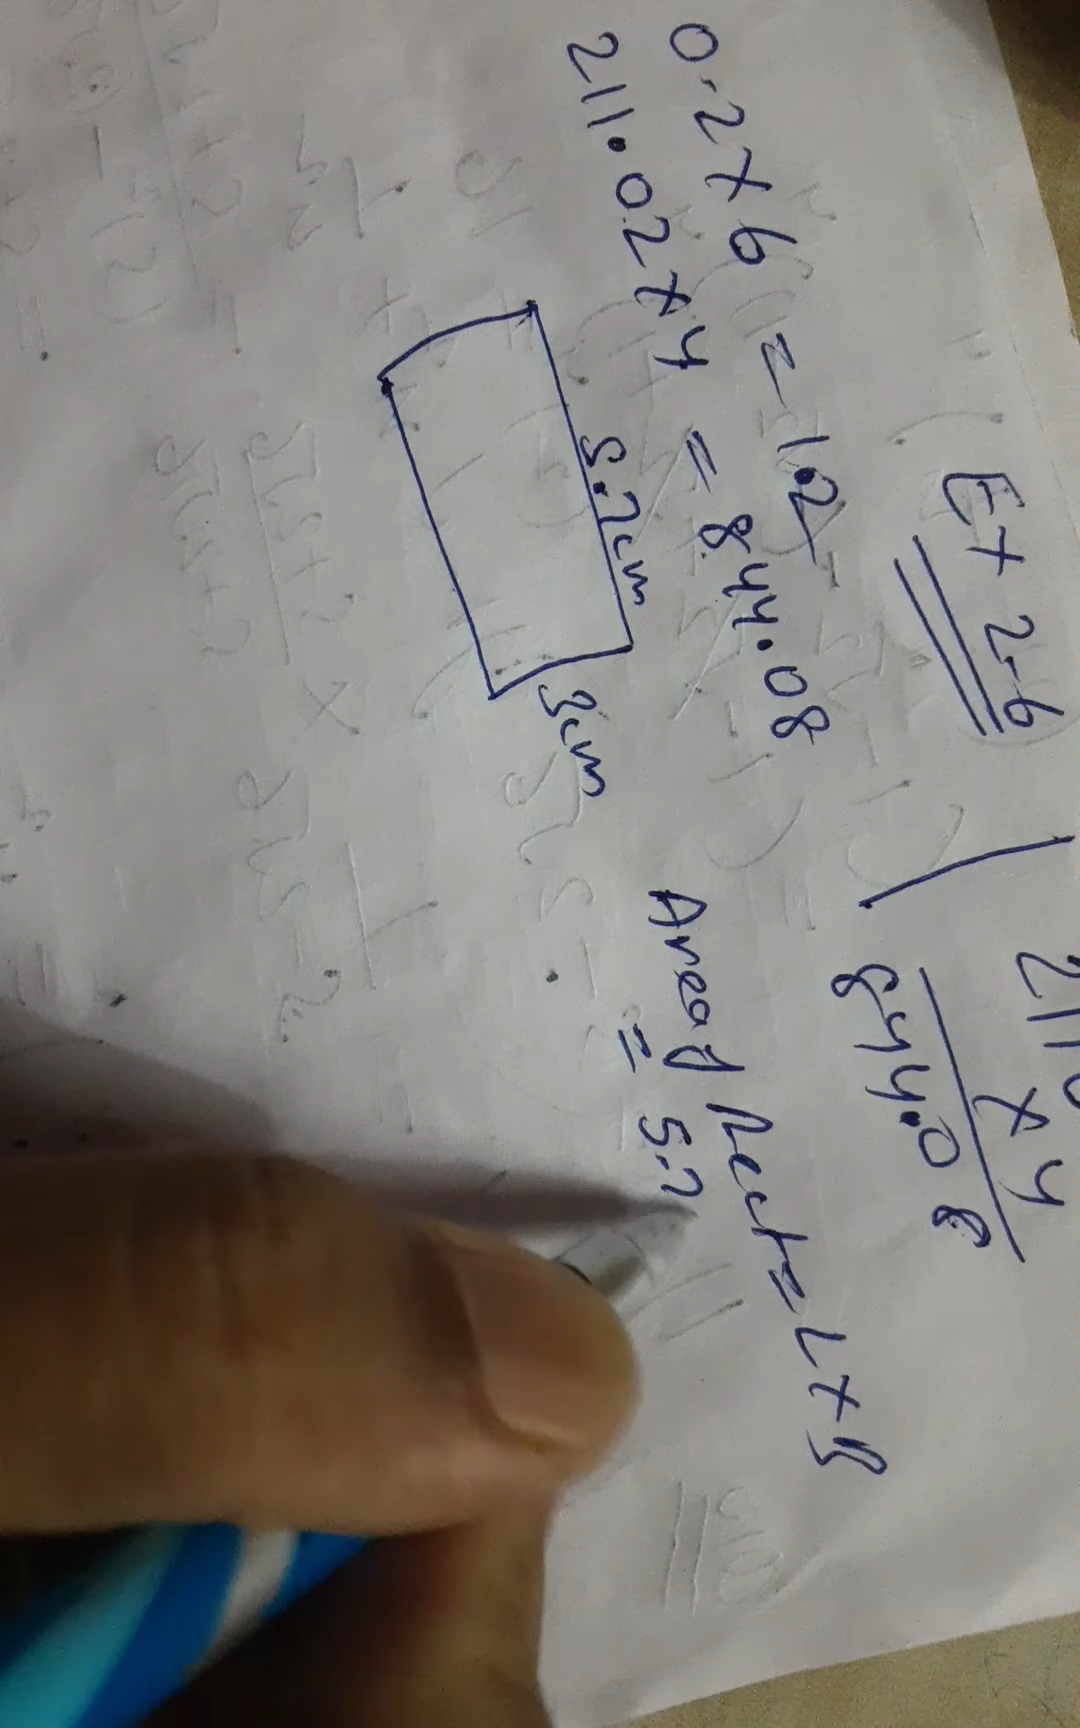 Ex 2.6
0.2 x 6 = 1.2
211.02 x 4 = 844.08
x 4
844.08
5.7cm
3cm
Area of Rect = L x B
= 5.7